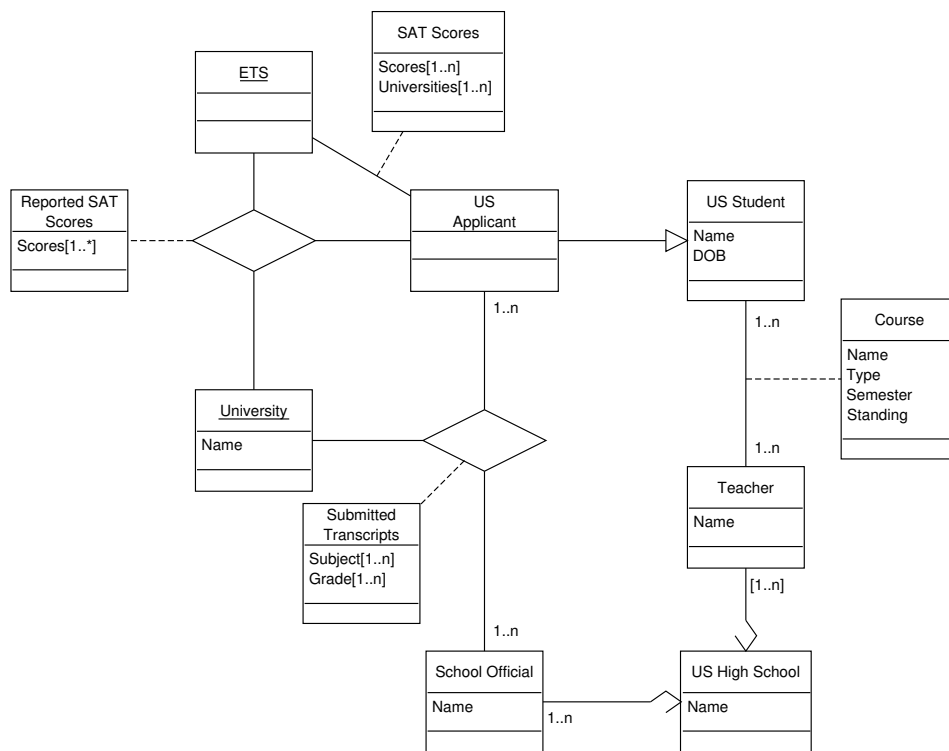 SAT Scores
Scores[1..n]
Universities[1..n]
ETS
Reported SAT
Scores
Scores[1..*]
US
Applicant
1..n
US Student
Name
DOB
1..n
Course
Name
Type
Semester
Standing
University
Name
1..n
Teacher
Name
[1..n]
Submitted
Transcripts
Subject[1..n]
Grade[1..n]
1..n
School Official
Name
1..n
US High School
Name